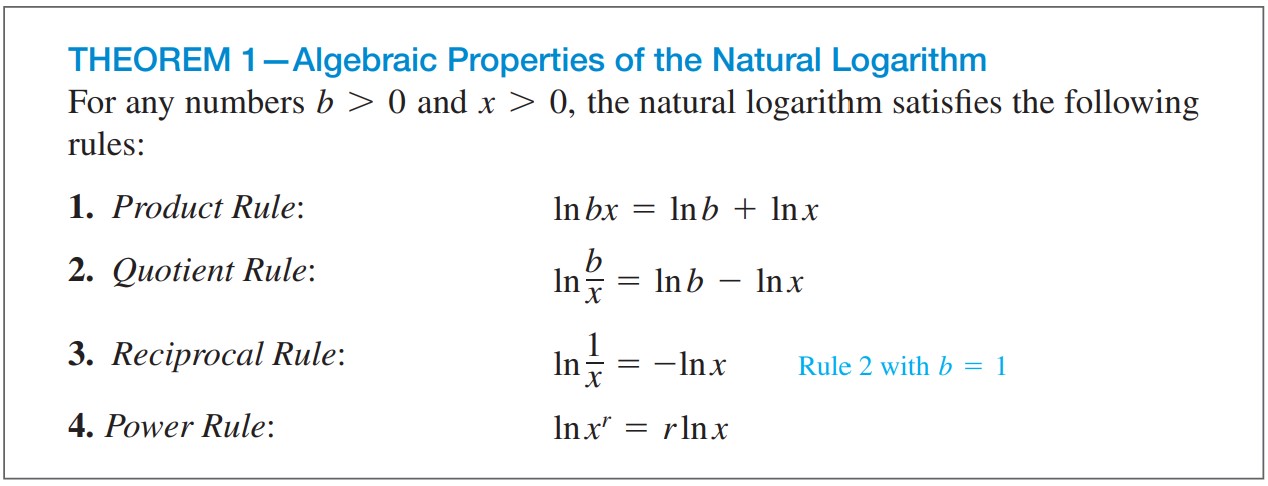 THEOREM 1—Algebraic Properties of the Natural Logarithm
For any numbers b > 0 and x > 0, the natural logarithm satisfies the following
rules:
1. Product Rule: ln bx = ln b + ln x
2. Quotient Rule: ln b/x = ln b − ln x
3. Reciprocal Rule: ln 1/x = −ln x Rule 2 with b = 1
4. Power Rule: ln xʳ = r ln x